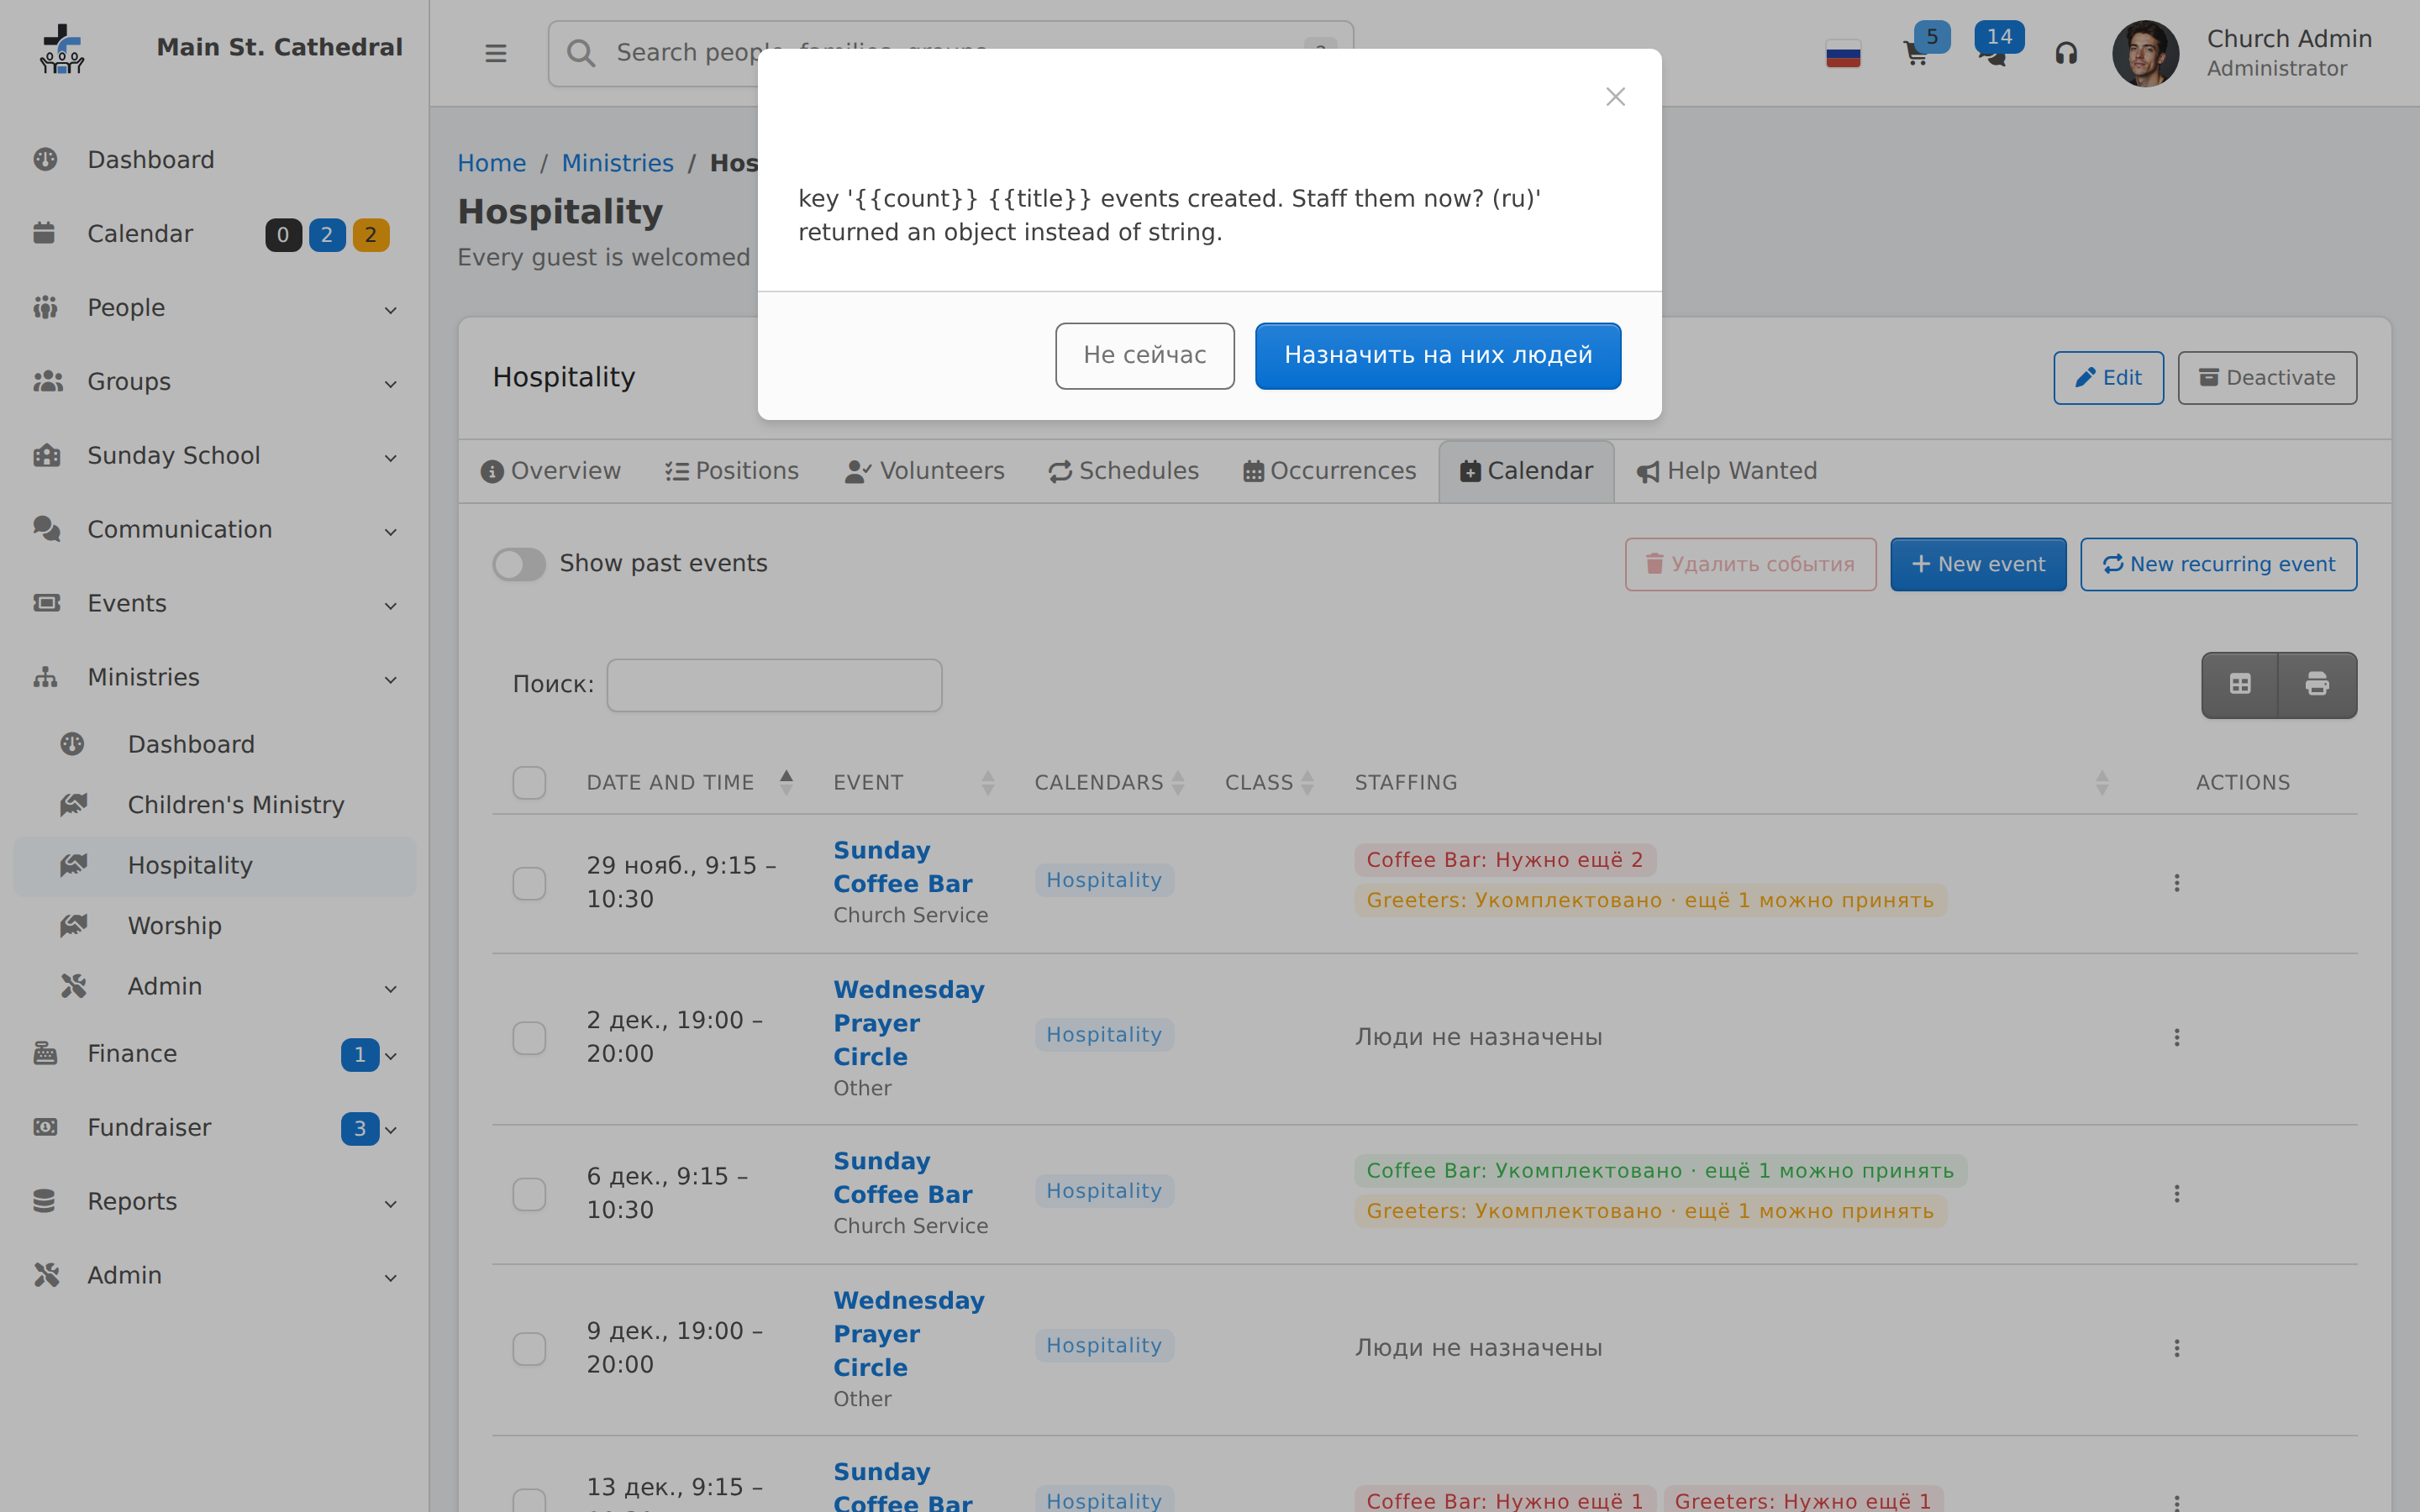 Main St. Cathedral
Search people, families, groups
5
14
Church Admin
Administrator
Dashboard
Calendar
0
2
2
People
Groups
Sunday School
Communication
Events
Ministries
Dashboard
Children's Ministry
Hospitality
Worship
Admin
Finance
1
Fundraiser
3
Reports
Admin
Home / Ministries / Hos
Hospitality
Every guest is welcomed
key '{{count}} {{title}} events created. Staff them now? (ru)'
returned an object instead of string.
Не сейчас
Назначить на них людей
Hospitality
Edit
Deactivate
Overview
Positions
Volunteers
Schedules
Occurrences
Calendar
Help Wanted
Show past events
Удалить события
New event
New recurring event
Поиск:
DATE AND TIME
EVENT
CALENDARS
CLASS
STAFFING
ACTIONS
29 нояб., 9:15 –
10:30
Sunday
Coffee Bar
Church Service
Hospitality
Coffee Bar: Нужно ещё 2
Greeters: Укомплектовано · ещё 1 можно принять
2 дек., 19:00 –
20:00
Wednesday
Prayer
Circle
Other
Hospitality
Люди не назначены
6 дек., 9:15 –
10:30
Sunday
Coffee Bar
Church Service
Hospitality
Coffee Bar: Укомплектовано · ещё 1 можно принять
Greeters: Укомплектовано · ещё 1 можно принять
9 дек., 19:00 –
20:00
Wednesday
Prayer
Circle
Other
Hospitality
Люди не назначены
13 дек., 9:15 –
Sunday
Coffee Bar
Hospitality
Coffee Bar: Нужно ещё 1
Greeters: Нужно ещё 1